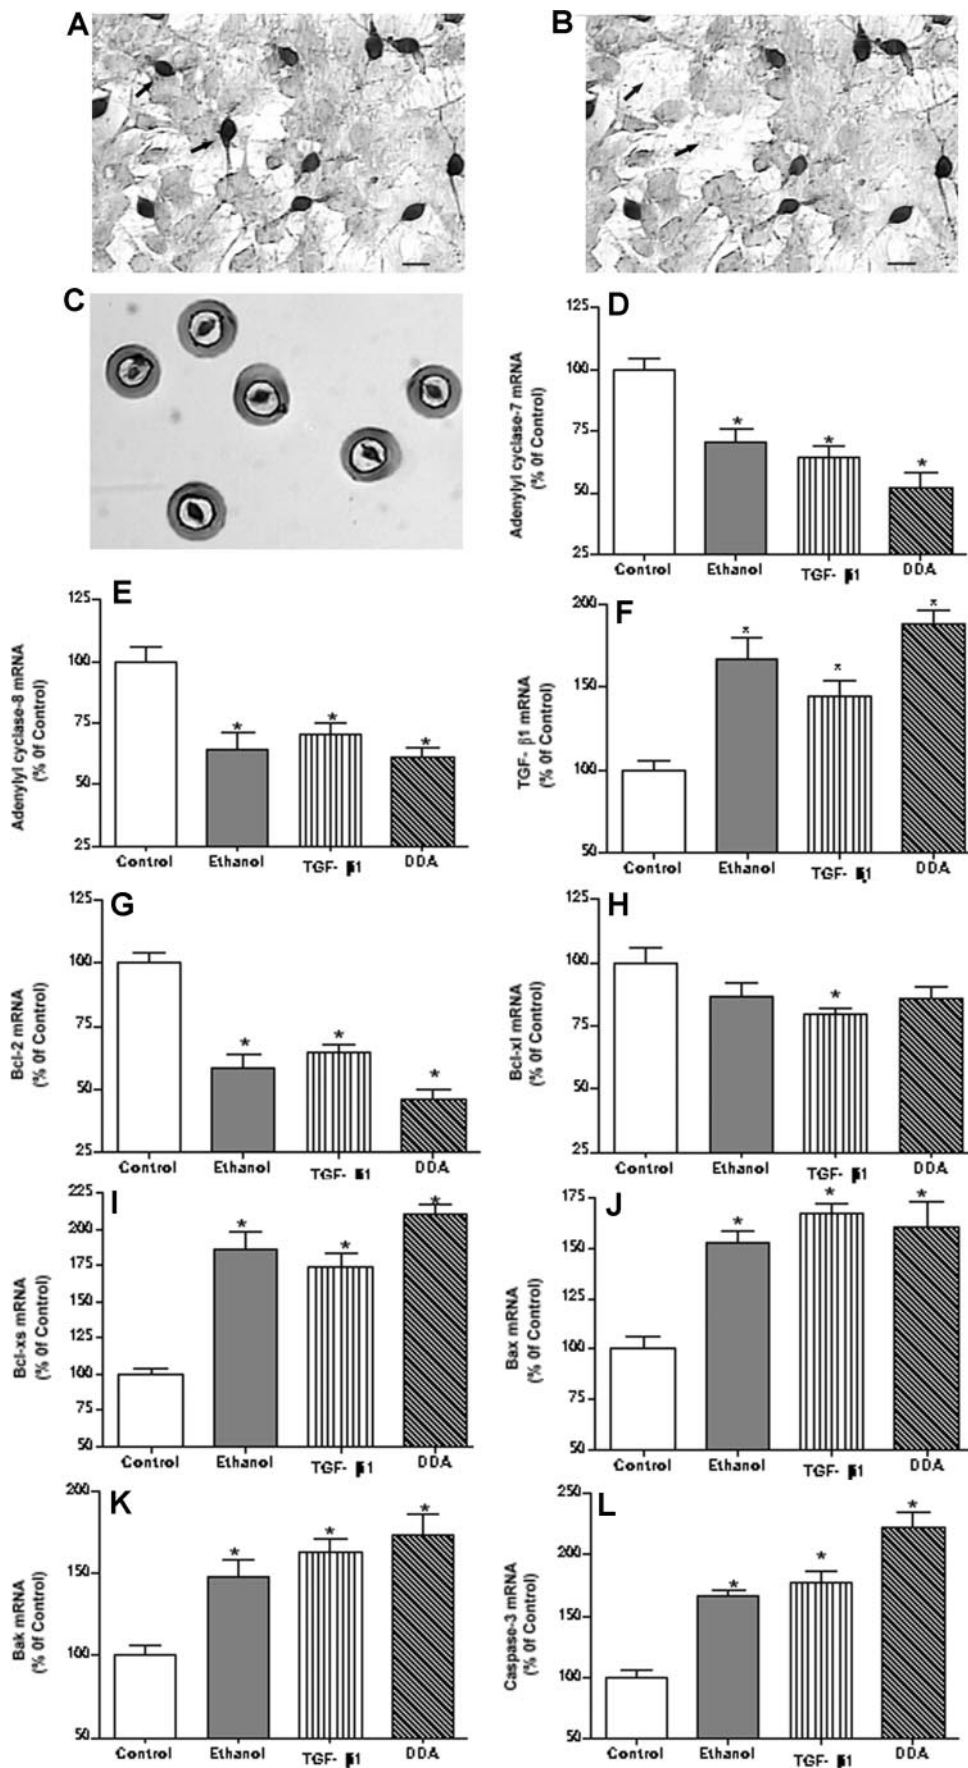 A
B
C
D
Adenylyl cyclase-7 mRNA
(% 0f Control)
125
100
75
50
25
Control
Ethanol
TGF- β1
DDA
E
Adenylyl cyclase-8 mRNA
(% 0f Control)
125
100
75
50
25
Control
Ethanol
TGF- β1
DDA
F
TGF- β1 mRNA
(% 0f Control)
200
150
100
50
x
x
x
Control
Ethanol
TGF- β1
DDA
G
Bcl-2 mRNA
(% 0f Control)
125
100
75
50
25
Control
Ethanol
TGF- β1
DDA
H
Bcl-xl mRNA
(% 0f Control)
125
100
75
50
25
Control
Ethanol
TGF- β1
DDA
I
Bcl-xs mRNA
(% 0f Control)
225
200
175
150
125
100
75
50
Control
Ethanol
TGF- β1
DDA
J
Bax mRNA
(% 0f Control)
175
150
125
100
75
50
Control
Ethanol
TGF- β1
DDA
K
Bak mRNA
(% 0f Control)
200
150
100
50
Control
Ethanol
TGF- β1
DDA
L
Caspase-3 mRNA
(% 0f Control)
250
200
150
100
50
Control
Ethanol
TGF- β1
DDA